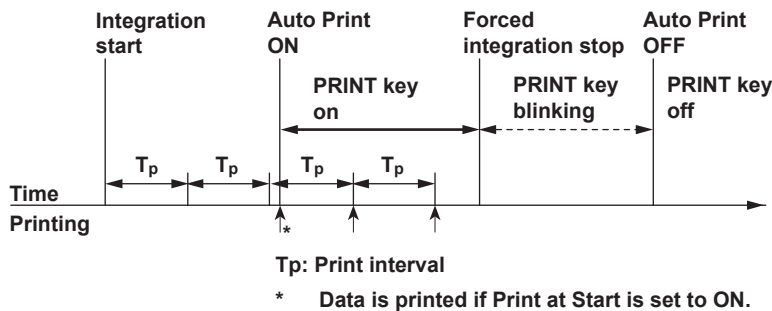 Integration start
Auto Print ON
Forced integration stop
Auto Print OFF
PRINT key on
PRINT key blinking
PRINT key off
Tp
Tp
Tp
Tp
Time
Printing
*
Tp: Print interval
* Data is printed if Print at Start is set to ON.